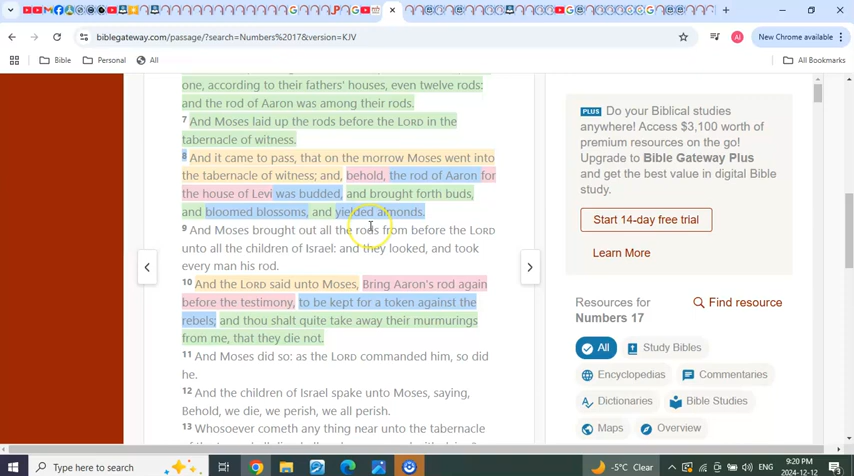 biblegateway.com/passage/?search=Numbers%2017&version=KJV
AI
New Chrome available
Bible
Personal
All
All Bookmarks
one, according to their fathers' houses, even twelve rods:
and the rod of Aaron was among their rods.
7 And Moses laid up the rods before the LORD in the
tabernacle of witness.
8 And it came to pass, that on the morrow Moses went into
the tabernacle of witness; and, behold, the rod of Aaron for
the house of Levi was budded, and brought forth buds,
and bloomed blossoms, and yielded almonds.
9 And Moses brought out all the rods from before the LORD
unto all the children of Israel: and they looked, and took
every man his rod.
10 And the LORD said unto Moses, Bring Aaron's rod again
before the testimony, to be kept for a token against the
rebels; and thou shalt quite take away their murmurings
from me, that they die not.
11 And Moses did so: as the LORD commanded him, so did
he.
12 And the children of Israel spake unto Moses, saying,
Behold, we die, we perish, we all perish.
13 Whosoever cometh any thing near unto the tabernacle
PLUS Do your Biblical studies
anywhere! Access $3,100 worth of
premium resources on the go!
Upgrade to Bible Gateway Plus
and get the best value in digital Bible
study.
Start 14-day free trial
Learn More
Resources for
Numbers 17
Find resource
All
Study Bibles
Encyclopedias
Commentaries
Dictionaries
Bible Studies
Maps
Overview
Type here to search
-5°C Clear
9:20 PM
2024-12-12